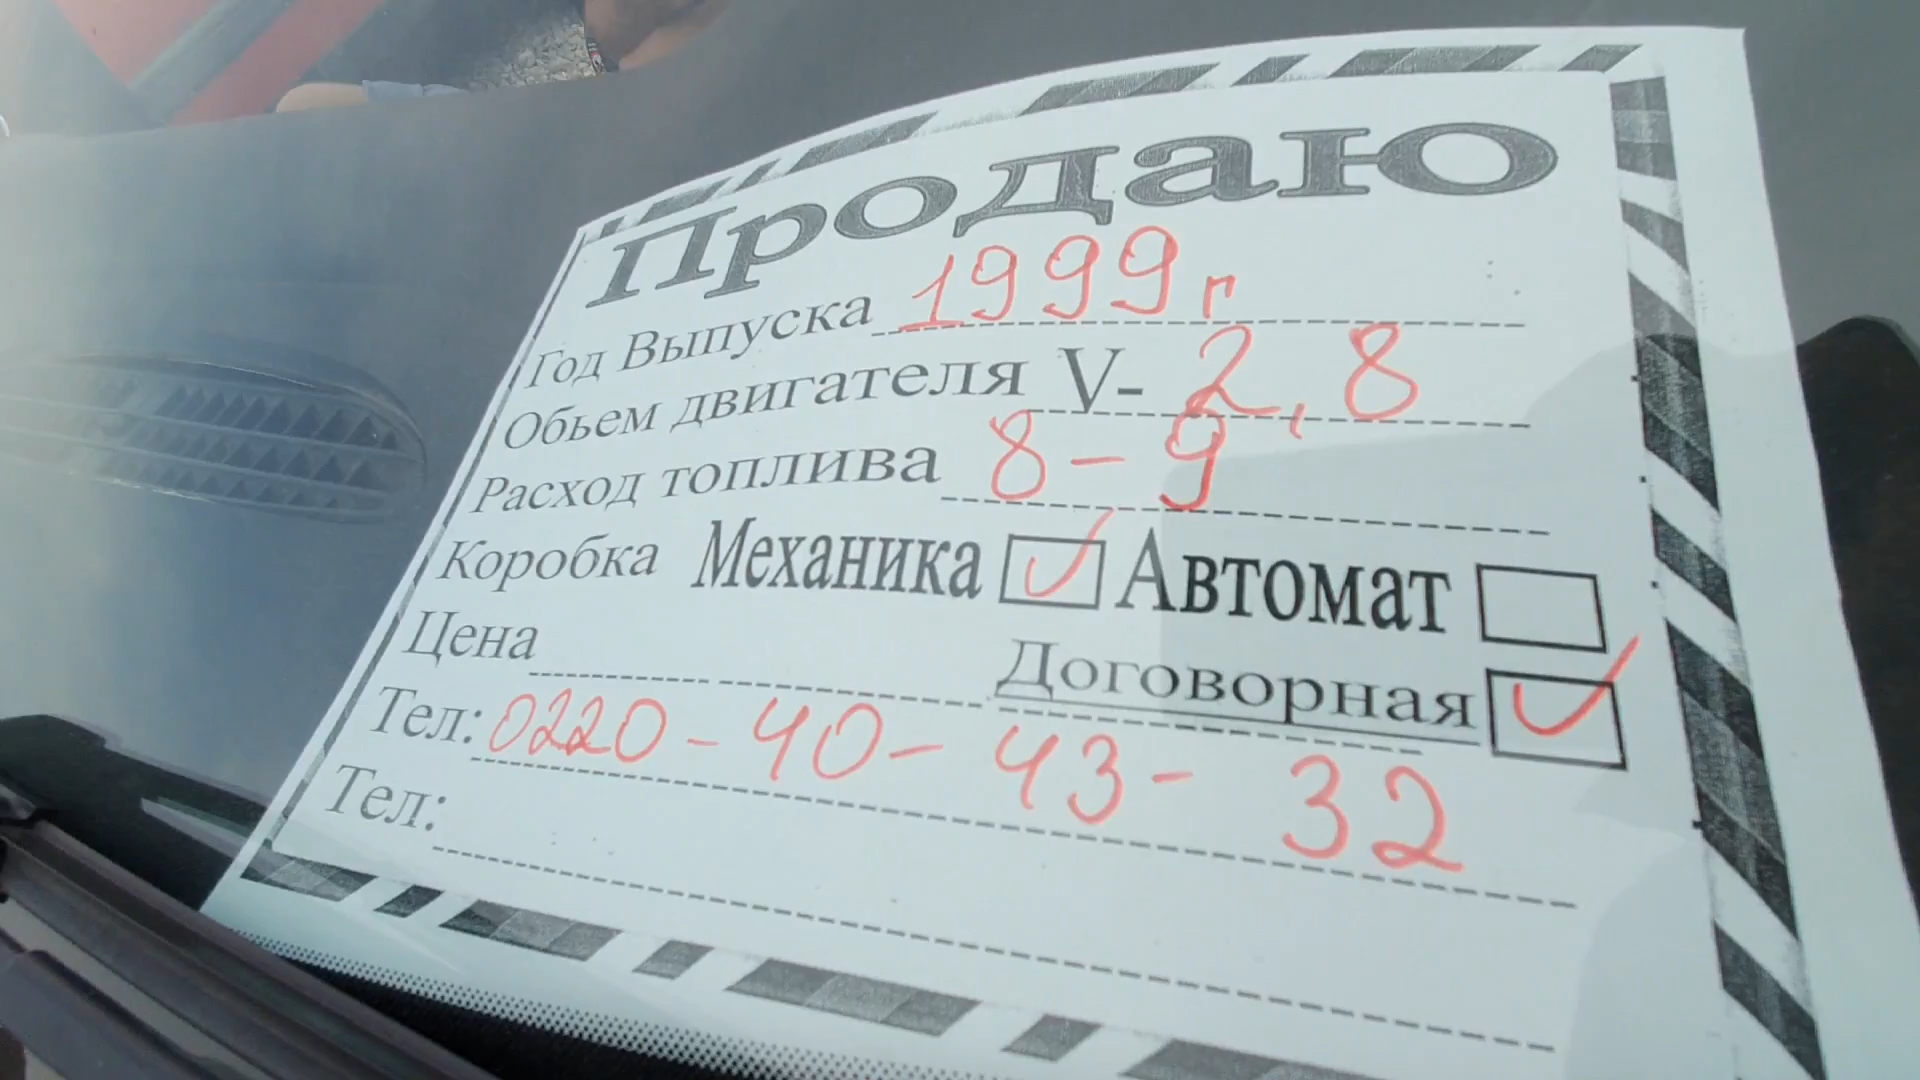 Продаю
Год Выпуска 1999 г
Обьем двигателя V- 2,8
Расход топлива 8-9
Коробка Механика Автомат
Цена Договорная
Тел: 0220-40-43-32
Тел: